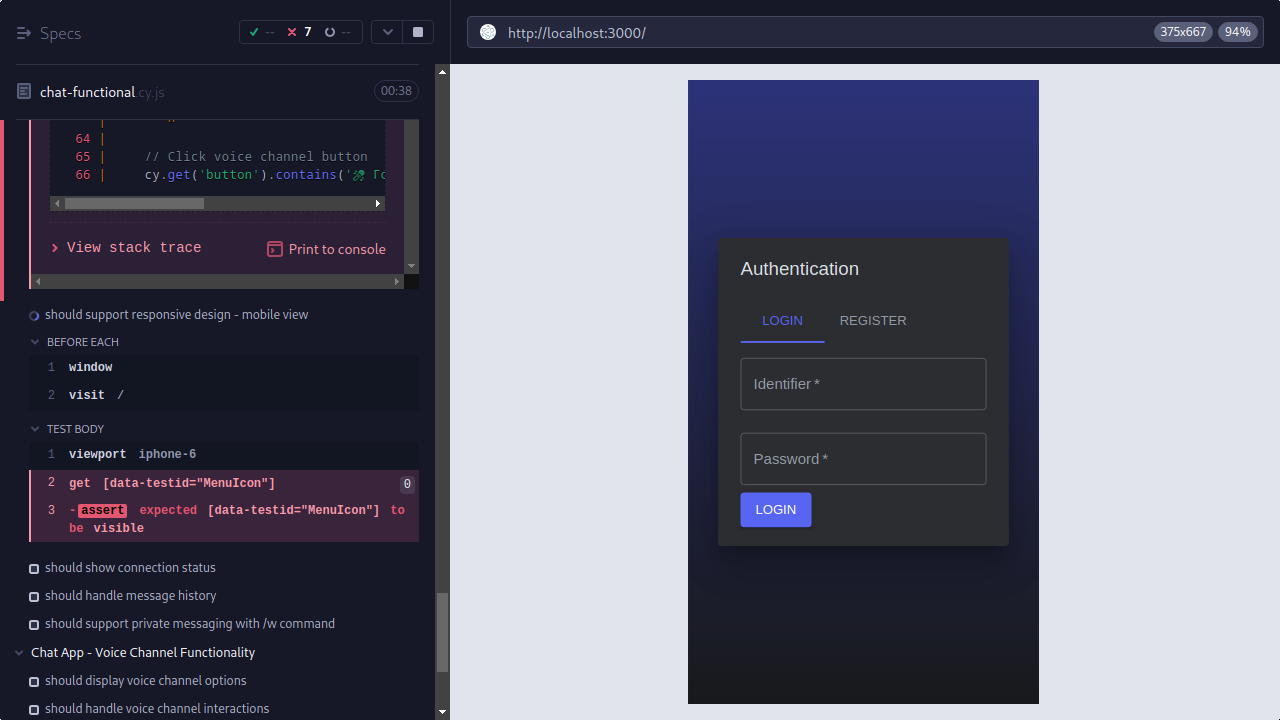 Specs
--
7
--
http://localhost:3000/
375x667
94%
chat-functional.cy.js
00:38
64 |
65 | // Click voice channel button
66 | cy.get('button').contains('🎤 Го
View stack trace
Print to console
should support responsive design - mobile view
BEFORE EACH
1 window
2 visit /
TEST BODY
1 viewport iphone-6
2 get [data-testid="MenuIcon"] 0
3 -assert expected [data-testid="MenuIcon"] to
be visible
should show connection status
should handle message history
should support private messaging with /w command
Chat App - Voice Channel Functionality
should display voice channel options
should handle voice channel interactions
Authentication
LOGIN
REGISTER
Identifier *
Password *
LOGIN